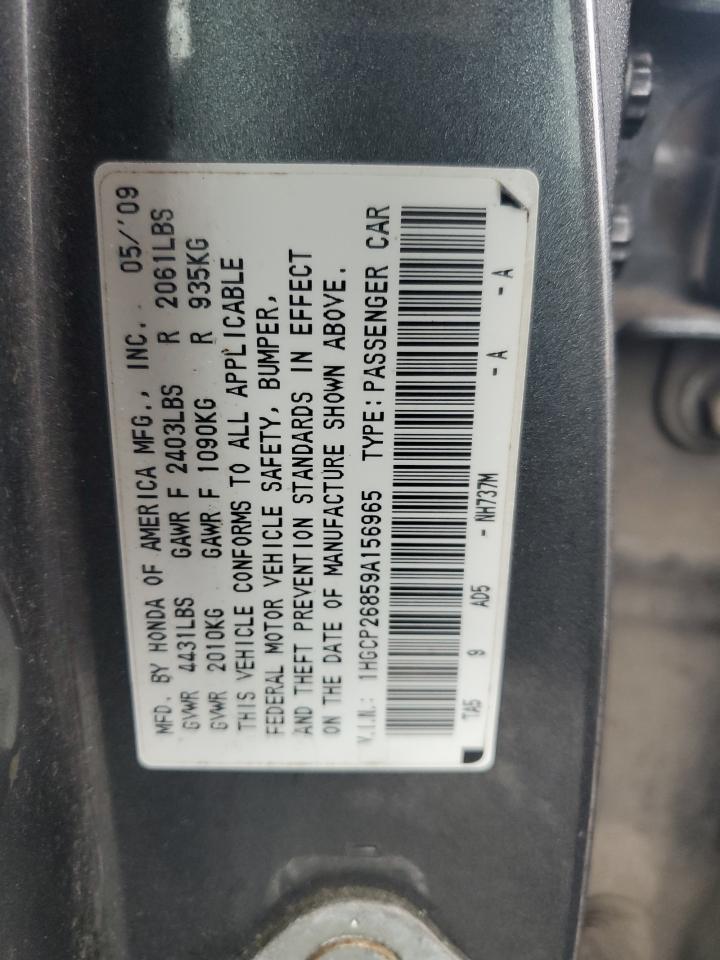 MFD. BY HONDA OF AMERICA MFG., INC. 05/'09
GVWR 4431LBS GAWR F 2403LBS R 2061LBS
GVWR 2010KG GAWR F 1090KG R 935KG
THIS VEHICLE CONFORMS TO ALL APPLICABLE
FEDERAL MOTOR VEHICLE SAFETY, BUMPER,
AND THEFT PREVENTION STANDARDS IN EFFECT
ON THE DATE OF MANUFACTURE SHOWN ABOVE.
V.I.N.: 1HGCP26859A156965 TYPE:PASSENGER CAR
TA5 9 AD5 - NH737M - A - A